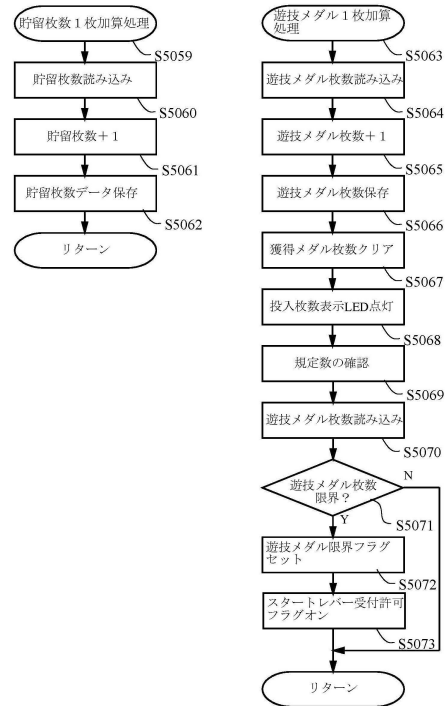 貯留枚数1枚加算処理
S5059
貯留枚数読み込み
S5060
貯留枚数+1
S5061
貯留枚数データ保存
S5062
リターン
遊技メダル1枚加算
処理
S5063
遊技メダル枚数読み込み
S5064
遊技メダル枚数+1
S5065
遊技メダル枚数保存
S5066
獲得メダル枚数クリア
S5067
投入枚数表示LED点灯
S5068
規定数の確認
S5069
遊技メダル枚数読み込み
S5070
遊技メダル枚数
限界?
N
S5071
Y
遊技メダル限界フラグ
セット
S5072
スタートレバー受付許可
フラグオン
S5073
リターン